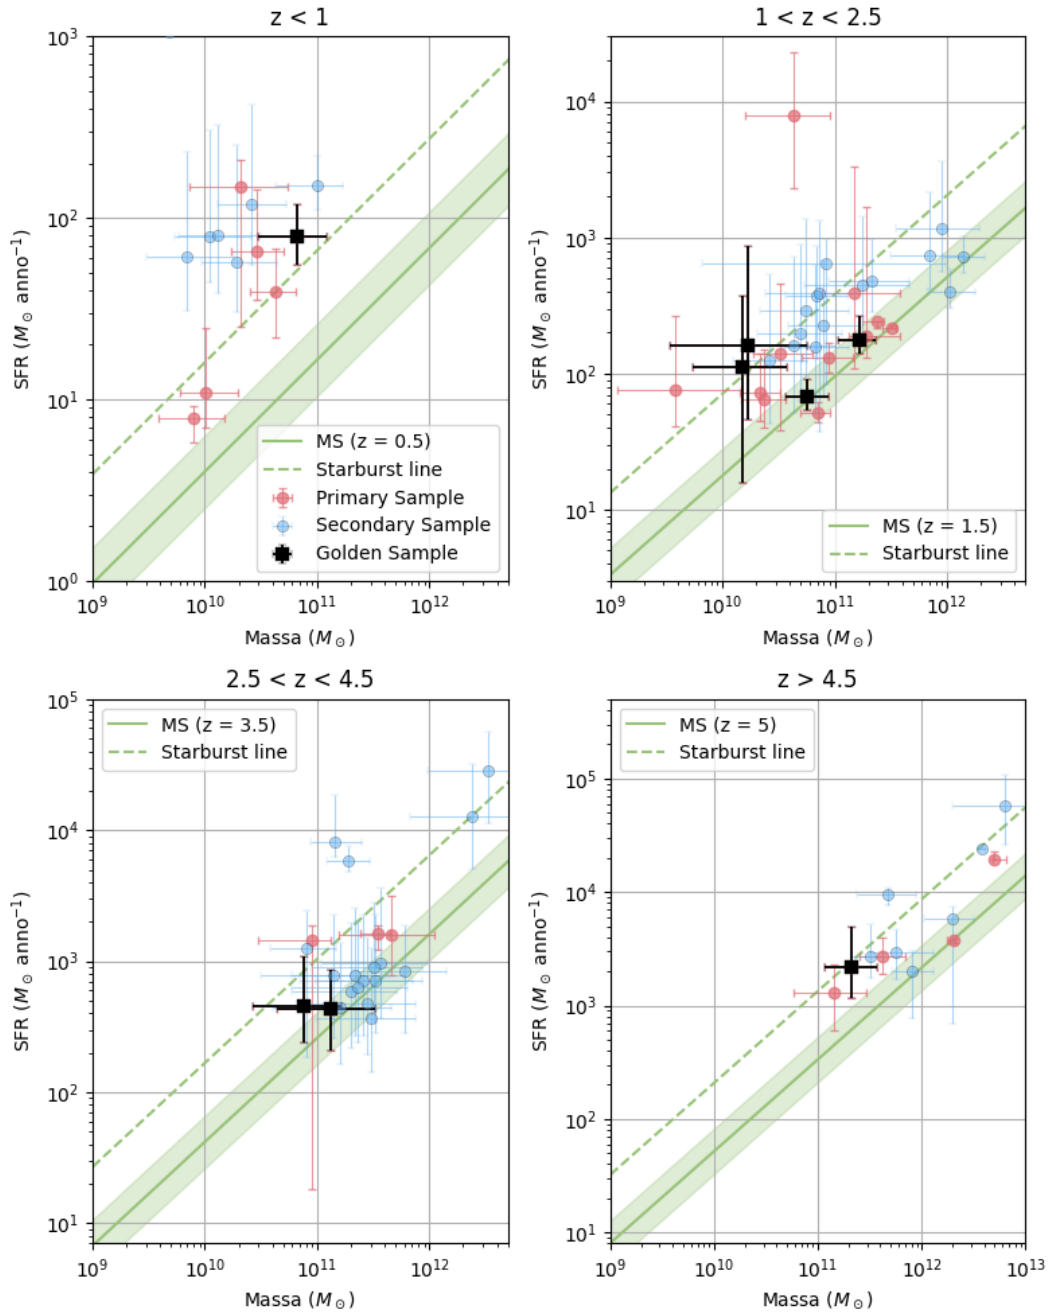 z < 1
10³
10²
10¹
10⁰
SFR (M⊙ anno⁻¹)
MS (z = 0.5)
Starburst line
Primary Sample
Secondary Sample
Golden Sample
10⁹ 10¹⁰ 10¹¹ 10¹²
Massa (M⊙)
1 < z < 2.5
10⁴
10³
10²
10¹
SFR (M⊙ anno⁻¹)
MS (z = 1.5)
Starburst line
10⁹ 10¹⁰ 10¹¹ 10¹²
Massa (M⊙)
2.5 < z < 4.5
10⁵
10⁴
10³
10²
10¹
SFR (M⊙ anno⁻¹)
MS (z = 3.5)
Starburst line
10⁹ 10¹⁰ 10¹¹ 10¹²
Massa (M⊙)
z > 4.5
10⁵
10⁴
10³
10²
10¹
SFR (M⊙ anno⁻¹)
MS (z = 5)
Starburst line
10⁹ 10¹⁰ 10¹¹ 10¹² 10¹³
Massa (M⊙)